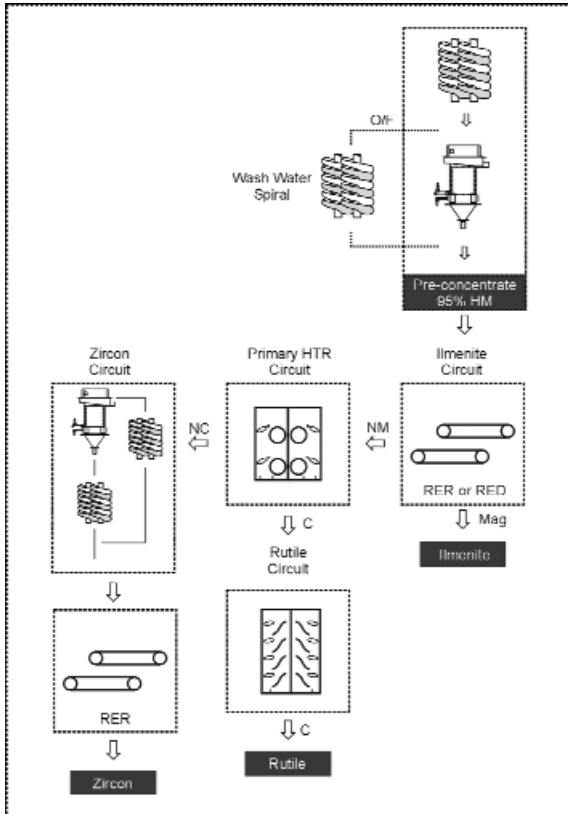 O/F
Wash Water
Spiral
Pre-concentrate
95% HM
Zircon
Circuit
Primary HTR
Circuit
Ilmenite
Circuit
NC
NM
RER or RED
C
Mag
Rutile
Circuit
Ilmenite
RER
C
Zircon
Rutile